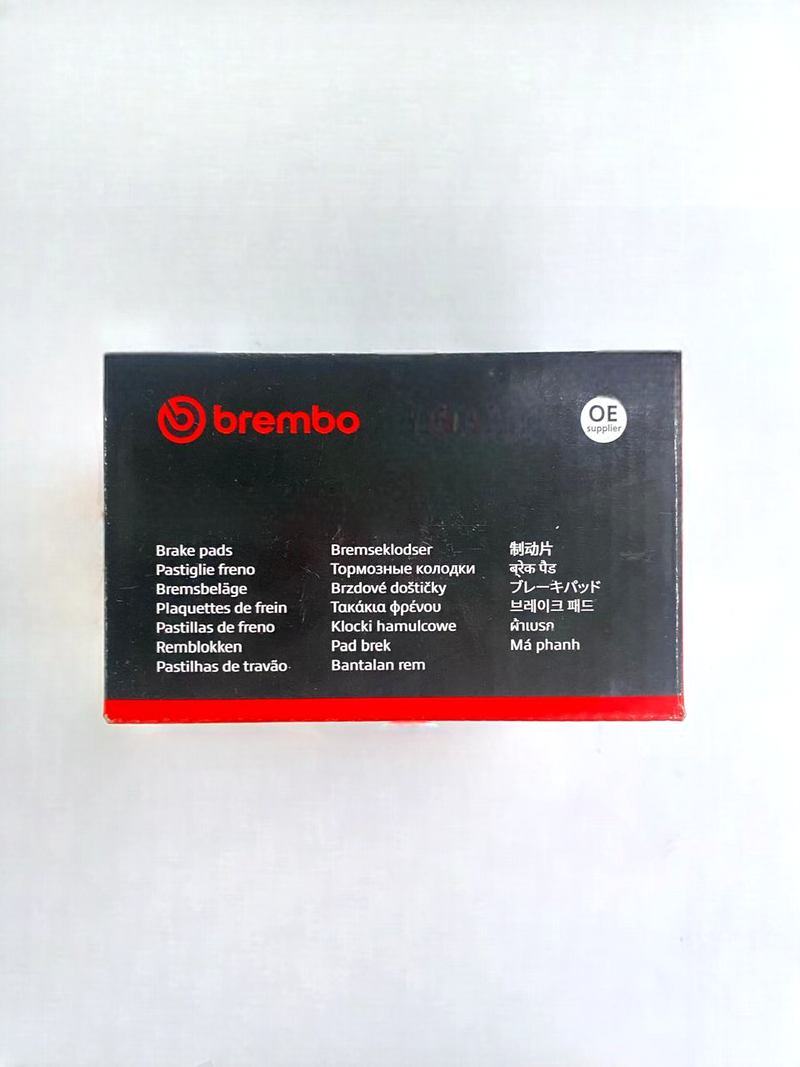 brembo
OE
supplier
Brake pads
Pastiglie freno
Bremsbeläge
Plaquettes de frein
Pastillas de freno
Remblokken
Pastilhas de travão
Bremseklodser
Тормозные колодки
Brzdové doštičky
Τακάκια φρένου
Klocki hamulcowe
Pad brek
Bantalan rem
制动片
ब्रेक पैड
ブレーキパッド
브레이크 패드
ผ้าเบรก
Má phanh